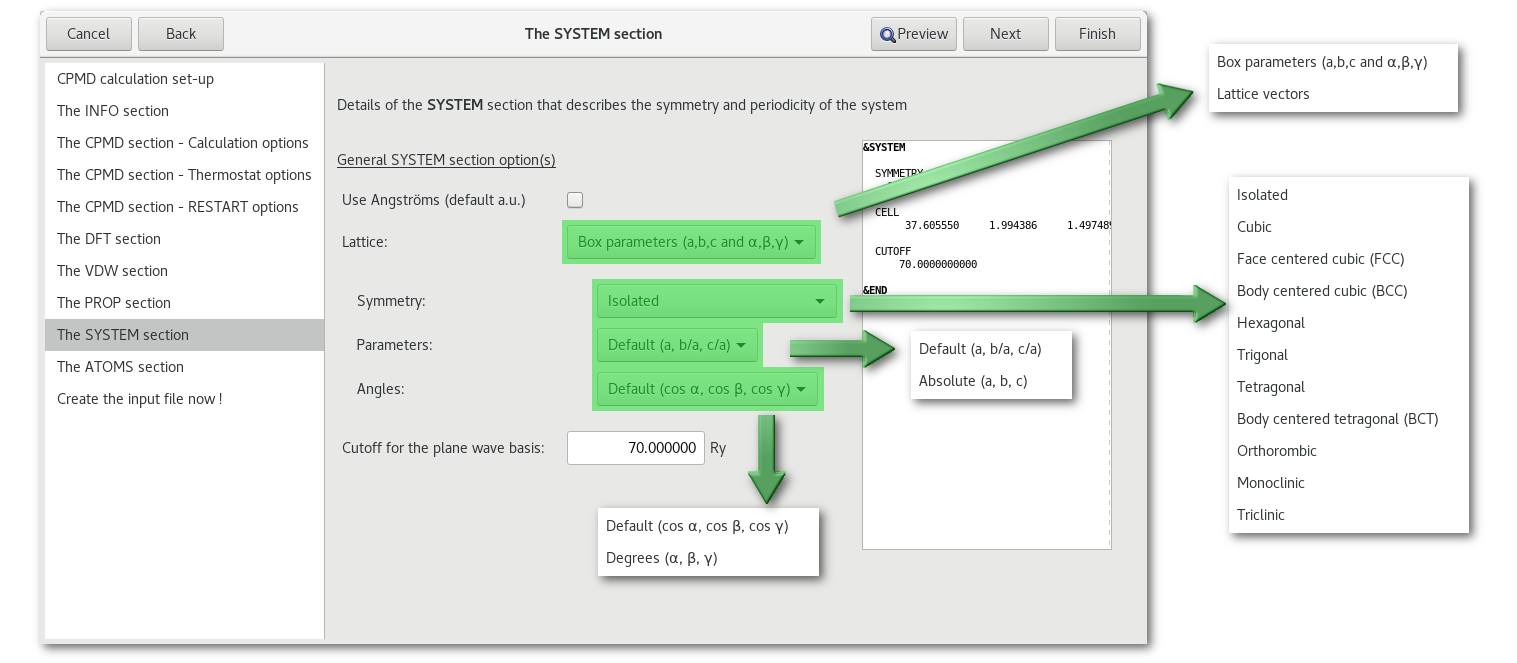 Cancel
Back
The SYSTEM section
Preview
Next
Finish
CPMD calculation set-up
The INFO section
The CPMD section - Calculation options
The CPMD section - Thermostat options
The CPMD section - RESTART options
The DFT section
The VDW section
The PROP section
The SYSTEM section
The ATOMS section
Create the input file now !
Details of the SYSTEM section that describes the symmetry and periodicity of the system
General SYSTEM section option(s)
Use Angströms (default a.u.)
Lattice:
Box parameters (a,b,c and α,β,γ)
Symmetry:
Isolated
Parameters:
Default (a, b/a, c/a)
Angles:
Default (cos α, cos β, cos γ)
Cutoff for the plane wave basis:
70.000000
Ry
&SYSTEM
SYMMETRY
CELL
37.605550 1.994386
CUTOFF
70.0000000000
&END
Box parameters (a,b,c and α,β,γ)
Lattice vectors
Isolated
Cubic
Face centered cubic (FCC)
Body centered cubic (BCC)
Hexagonal
Trigonal
Tetragonal
Body centered tetragonal (BCT)
Orthorombic
Monoclinic
Triclinic
Default (a, b/a, c/a)
Absolute (a, b, c)
Default (cos α, cos β, cos γ)
Degrees (α, β, γ)